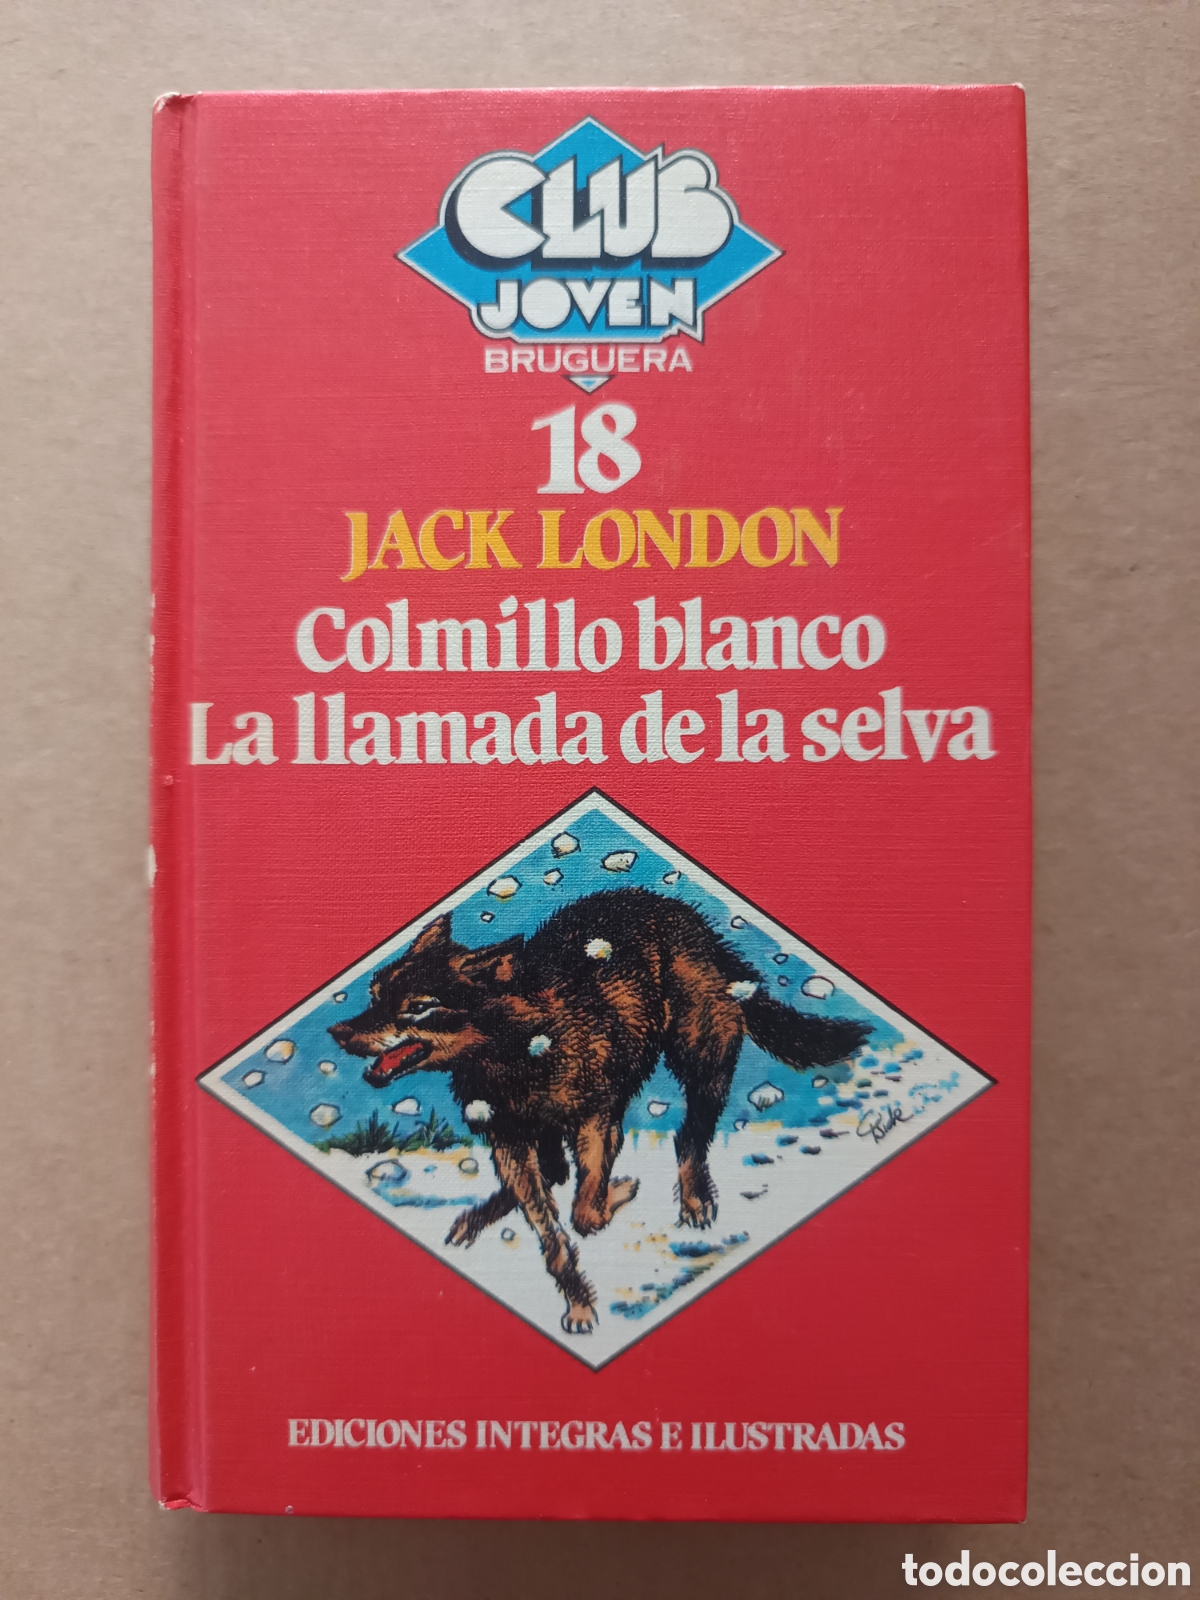 CLUB
JOVEN
BRUGUERA
18
JACK LONDON
Colmillo blanco
La llamada de la selva
EDICIONES INTEGRAS E ILUSTRADAS
todocoleccion